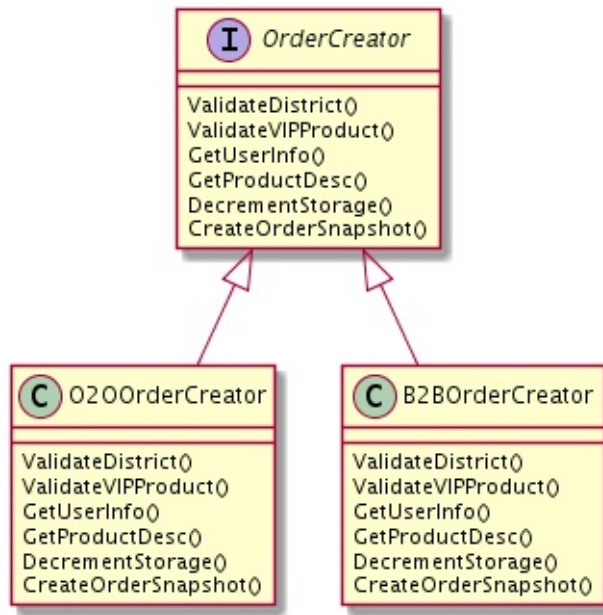 I OrderCreator
ValidateDistrict()
ValidateVIPProduct()
GetUserInfo()
GetProductDesc()
DecrementStorage()
CreateOrderSnapshot()
C O2OOrderCreator
ValidateDistrict()
ValidateVIPProduct()
GetUserInfo()
GetProductDesc()
DecrementStorage()
CreateOrderSnapshot()
C B2BOrderCreator
ValidateDistrict()
ValidateVIPProduct()
GetUserInfo()
GetProductDesc()
DecrementStorage()
CreateOrderSnapshot()